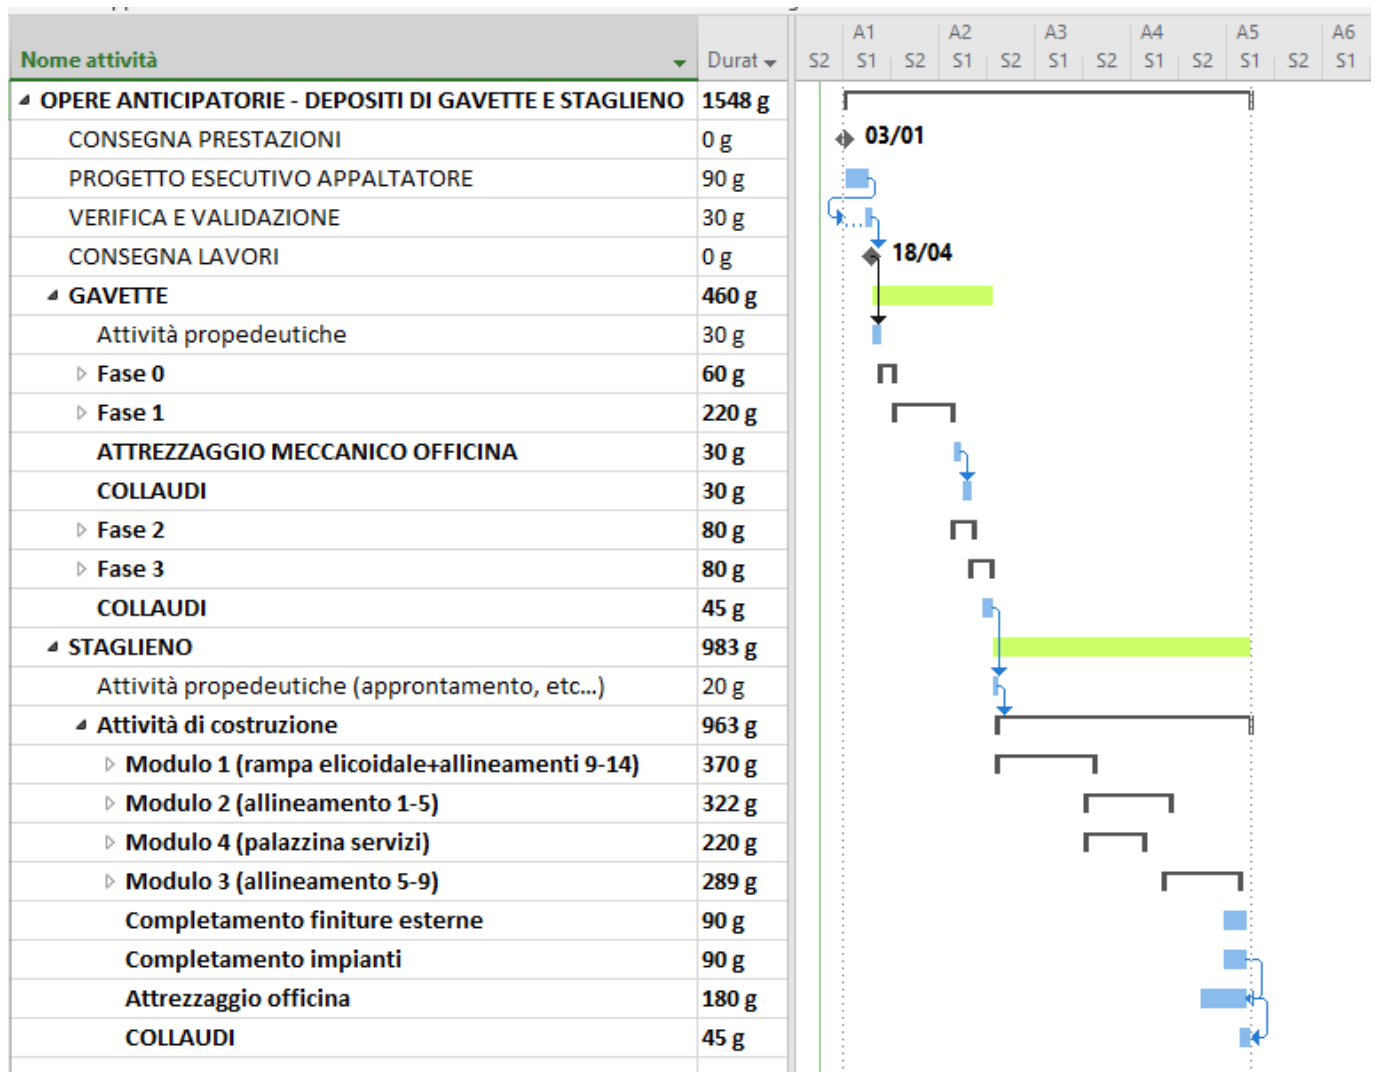 A1 A2 A3 A4 A5 A6
Nome attività Durat S2 S1 S2 S1 S2 S1 S2 S1 S2 S1 S2 S1
OPERE ANTICIPATORIE - DEPOSITI DI GAVETTE E STAGLIENO 1548 g
CONSEGNA PRESTAZIONI 0 g 03/01
PROGETTO ESECUTIVO APPALTATORE 90 g
VERIFICA E VALIDAZIONE 30 g
CONSEGNA LAVORI 0 g 18/04
GAVETTE 460 g
Attività propedeutiche 30 g
Fase 0 60 g
Fase 1 220 g
ATTREZZAGGIO MECCANICO OFFICINA 30 g
COLLAUDI 30 g
Fase 2 80 g
Fase 3 80 g
COLLAUDI 45 g
STAGLIENO 983 g
Attività propedeutiche (approntamento, etc...) 20 g
Attività di costruzione 963 g
Modulo 1 (rampa elicoidale+allineamenti 9-14) 370 g
Modulo 2 (allineamento 1-5) 322 g
Modulo 4 (palazzina servizi) 220 g
Modulo 3 (allineamento 5-9) 289 g
Completamento finiture esterne 90 g
Completamento impianti 90 g
Attrezzaggio officina 180 g
COLLAUDI 45 g